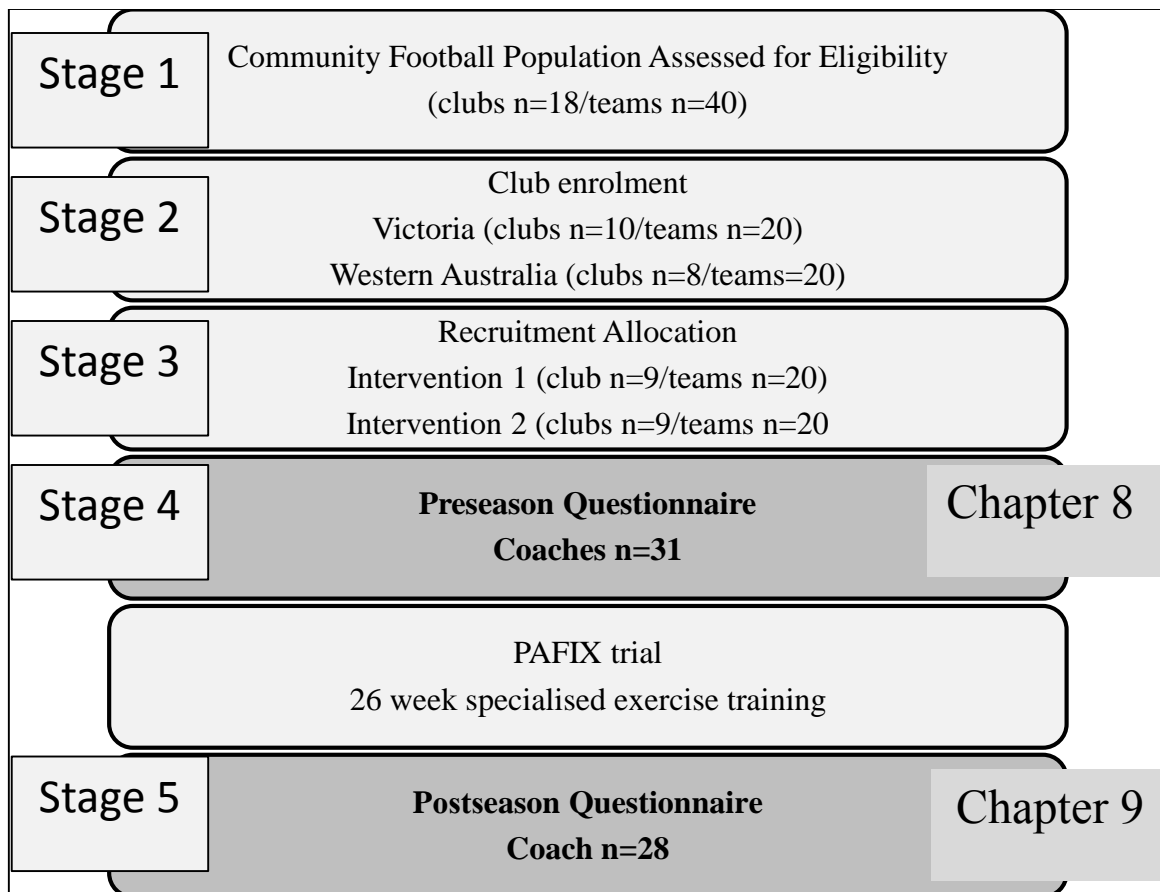 Stage 1
Community Football Population Assessed for Eligibility
(clubs n=18/teams n=40)
Stage 2
Club enrolment
Victoria (clubs n=10/teams n=20)
Western Australia (clubs n=8/teams=20)
Stage 3
Recruitment Allocation
Intervention 1 (club n=9/teams n=20)
Intervention 2 (clubs n=9/teams n=20
Stage 4
Preseason Questionnaire
Coaches n=31
Chapter 8
PAFIX trial
26 week specialised exercise training
Stage 5
Postseason Questionnaire
Coach n=28
Chapter 9